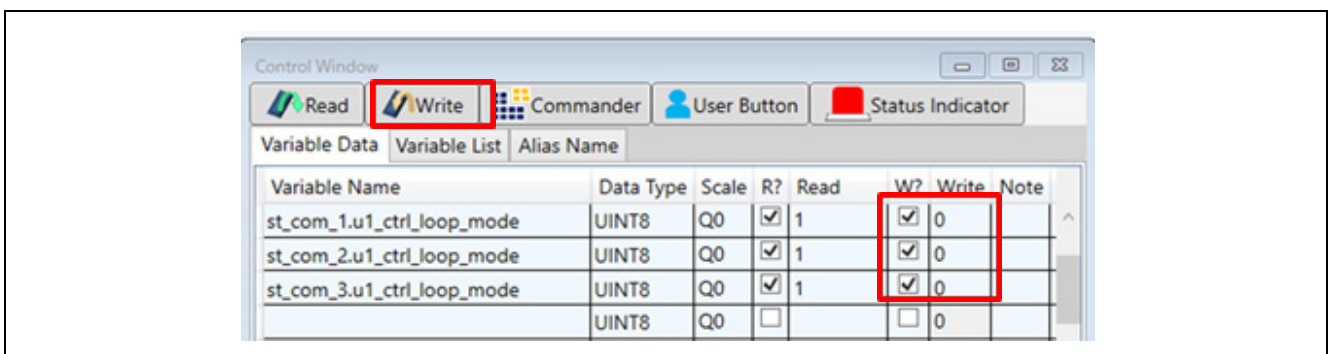 Control Window
Read Write Commander User Button Status Indicator
Variable Data Variable List Alias Name
Variable Name Data Type Scale R? Read W? Write Note
st_com_1.u1_ctrl_loop_mode UINT8 Q0 1 0
st_com_2.u1_ctrl_loop_mode UINT8 Q0 1 0
st_com_3.u1_ctrl_loop_mode UINT8 Q0 1 0
UINT8 Q0 0